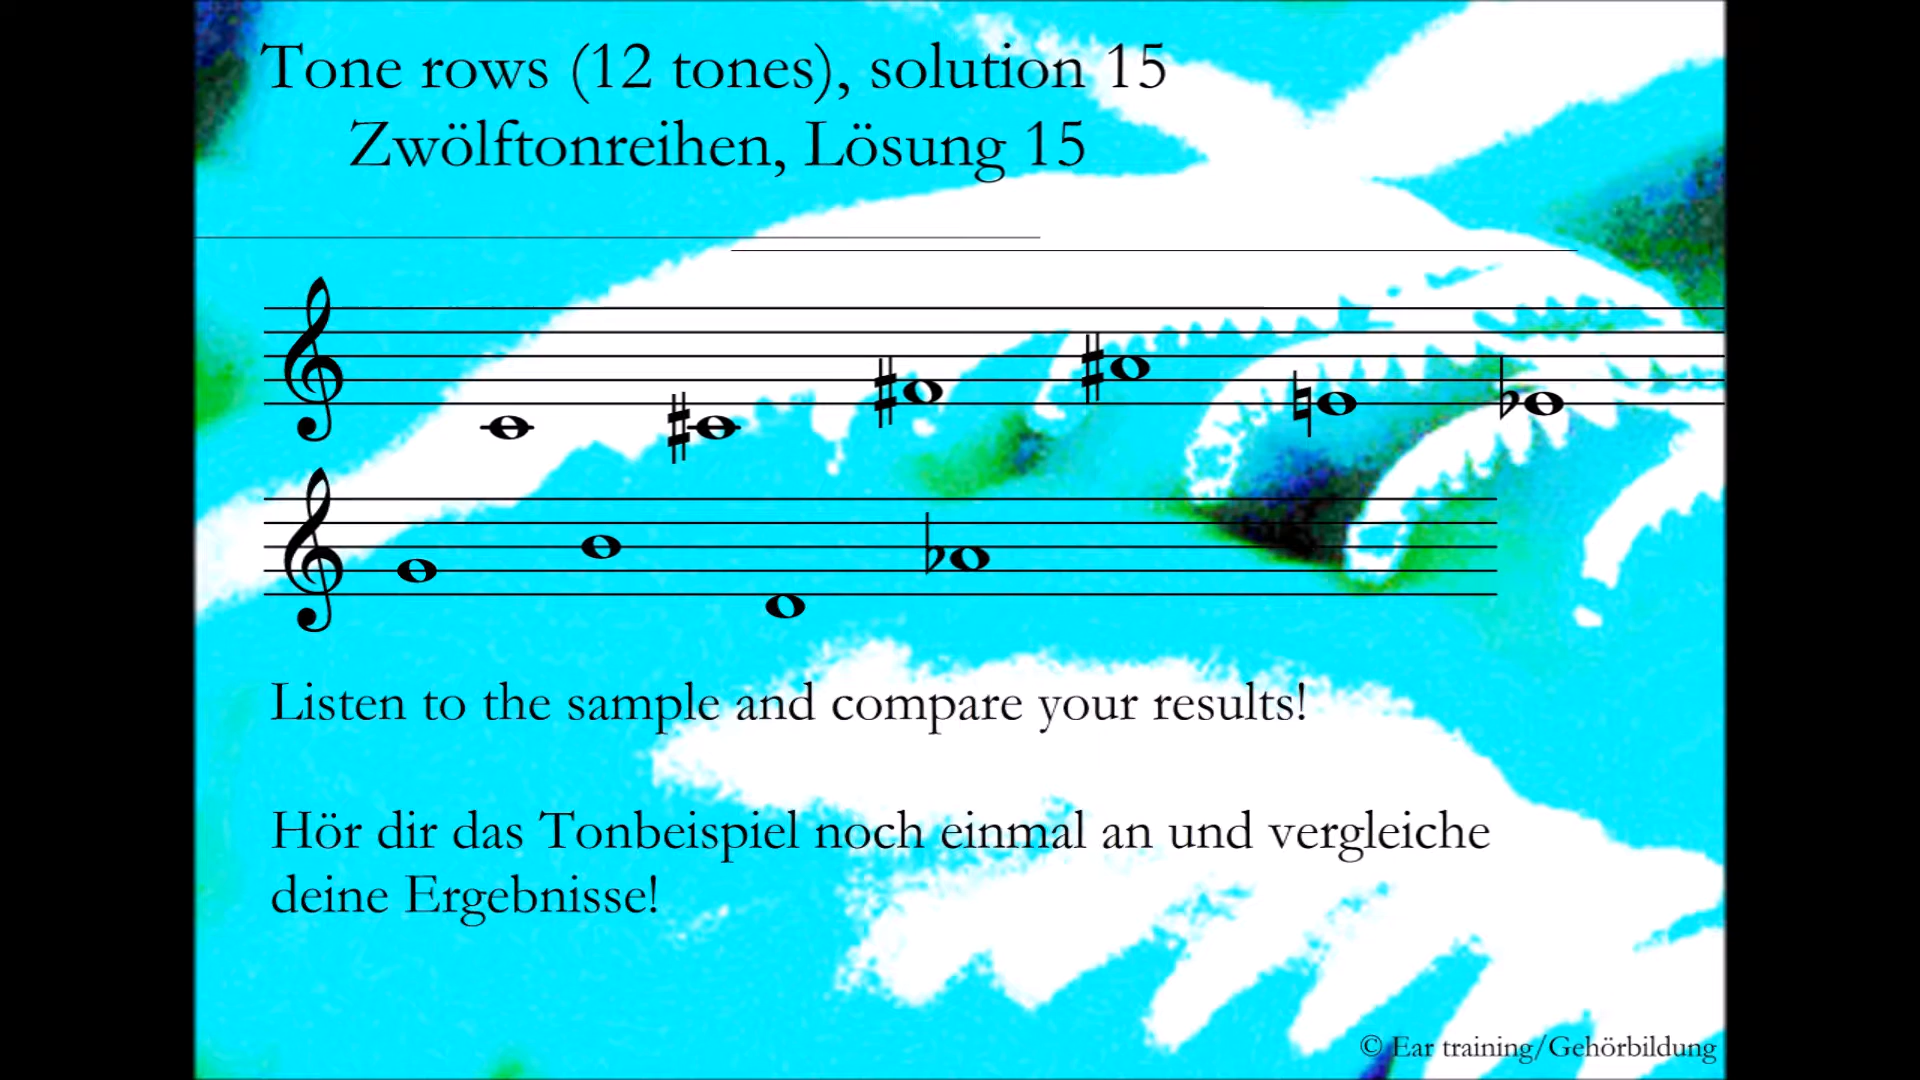 Tone rows (12 tones), solution 15
Zwölftonreihen, Lösung 15
Listen to the sample and compare your results!
Hör dir das Tonbeispiel noch einmal an und vergleiche
deine Ergebnisse!
© Ear training/Gehörbildung